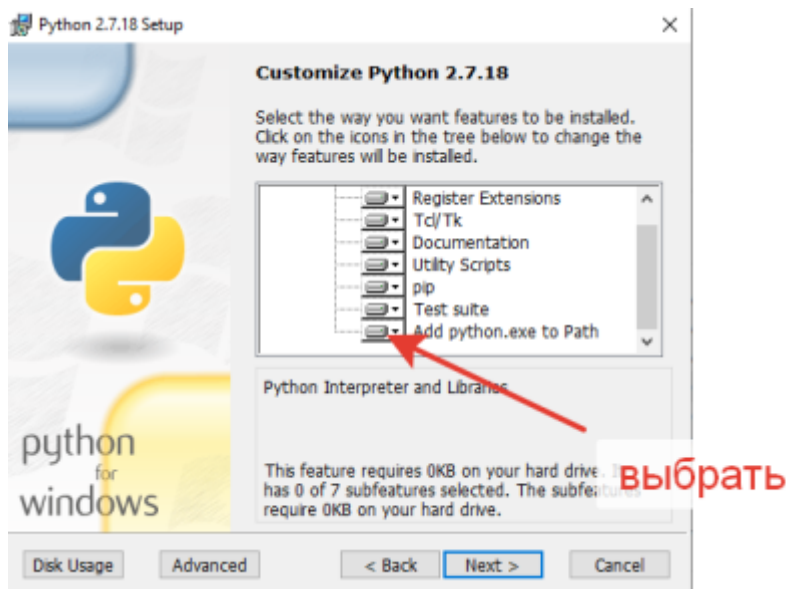 Python 2.7.18 Setup
Customize Python 2.7.18
Select the way you want features to be installed.
Click on the icons in the tree below to change the
way features will be installed.
Register Extensions
Tcl/Tk
Documentation
Utility Scripts
pip
Test suite
Add python.exe to Path
Python Interpreter and Libraries
This feature requires 0KB on your hard drive.
has 0 of 7 subfeatures selected. The subfeatures
require 0KB on your hard drive.
выбрать
python
for
windows
Disk Usage
Advanced
< Back
Next >
Cancel